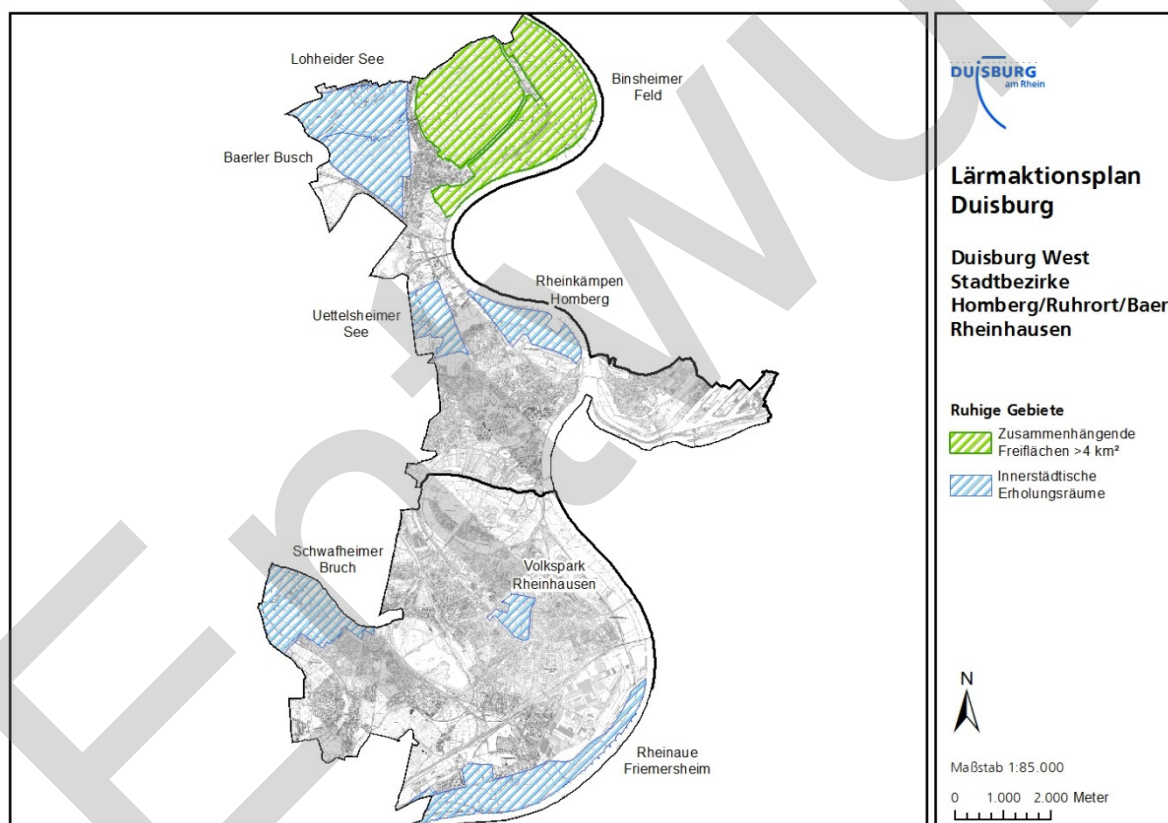 Lohheider See
Binsheimer
Feld
Baerler Busch
Rheinkämpen
Homberg
Uettelsheimer
See
Schwafheimer
Bruch
Volkspark
Rheinhausen
Rheinaue
Friemersheim
DUISBURG
am Rhein
Lärmaktionsplan
Duisburg
Duisburg West
Stadtbezirke
Homberg/Ruhrort/Baer
Rheinhausen
Ruhige Gebiete
Zusammenhängende
Freiflächen >4 km²
Innerstädtische
Erholungsräume
N
Maßstab 1:85.000
0 1.000 2.000 Meter
Entwu